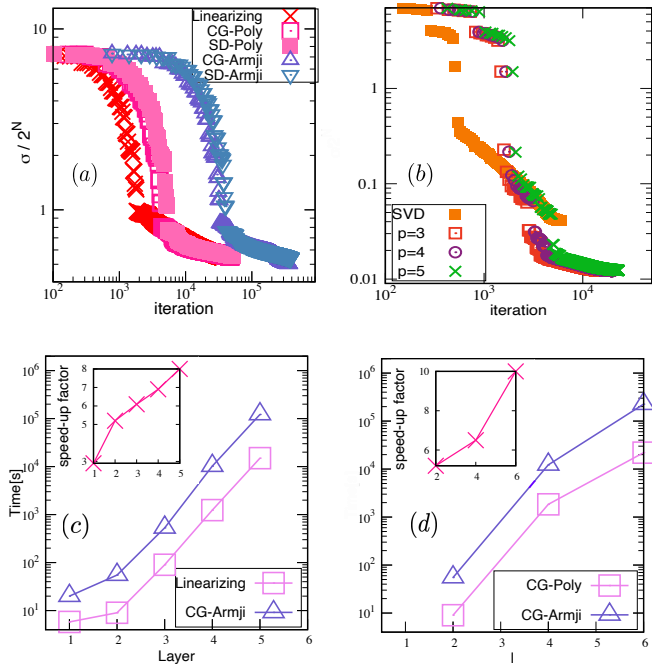 Linearizing
CG-Poly
SD-Poly
CG-Armji
SD-Armji
σ / 2^N
1
10
(a)
10^2
10^3
10^4
10^5
iteration
1
0.1
0.01
(b)
SVD
p=3
p=4
p=5
10^2
10^3
10^4
iteration
10^6
10^5
10^4
10^3
10^2
10^1
Time[s]
speed-up factor
8
6
5
3
1 2 3 4 5
(c)
Linearizing
CG-Armji
1 2 3 4 5 6
Layer
10^6
10^5
10^4
10^3
10^2
10^1
speed-up factor
10
8
6
2 4 6
(d)
CG-Poly
CG-Armji
1 2 3 4 5 6
l